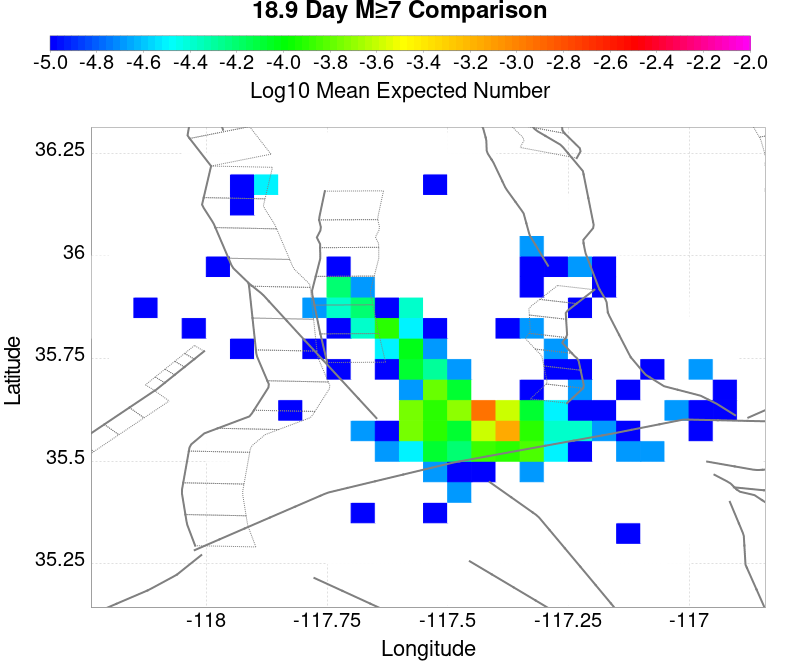 18.9 Day M≥7 Comparison
-5.0 -4.8 -4.6 -4.4 -4.2 -4.0 -3.8 -3.6 -3.4 -3.2 -3.0 -2.8 -2.6 -2.4 -2.2 -2.0
Log10 Mean Expected Number
36.25
36
35.75
35.5
35.25
Latitude
-118 -117.75 -117.5 -117.25 -117
Longitude